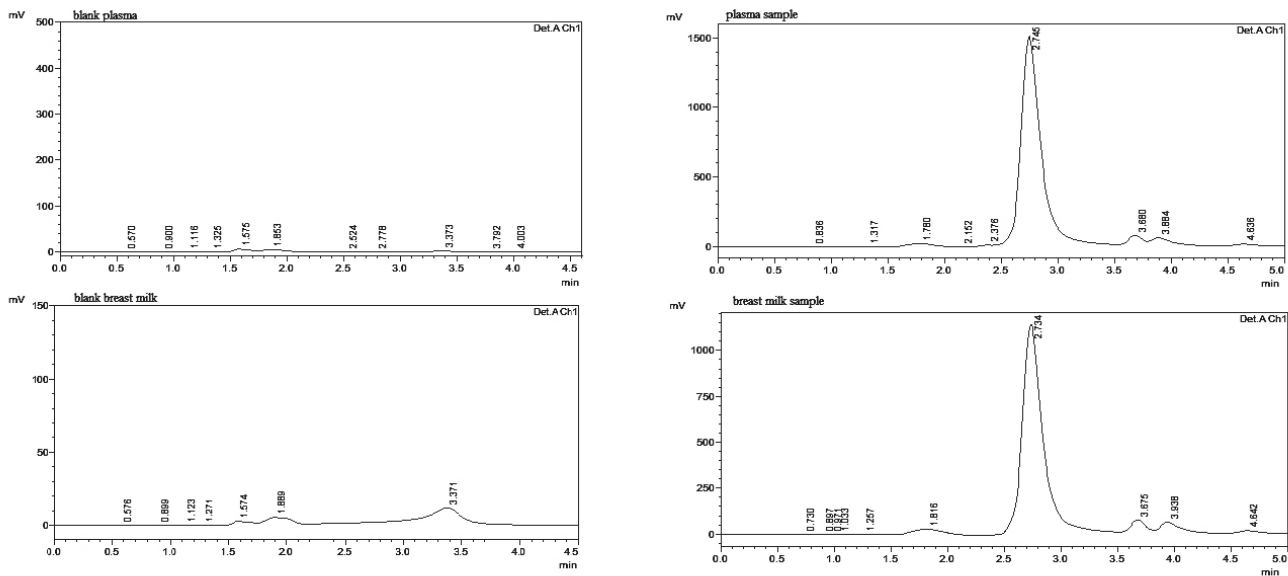 mV
blank plasma
Det.A Ch1
500
400
300
200
100
0
0.570
0.900
1.116
1.325
1.575
1.853
2.524
2.778
3.373
3.792
4.003
0.0 0.5 1.0 1.5 2.0 2.5 3.0 3.5 4.0 4.5
min
mV
plasma sample
Det.A Ch1
1500
1000
500
0
0.836
1.317
1.780
2.152
2.376
2.745
3.680
3.884
4.636
0.0 0.5 1.0 1.5 2.0 2.5 3.0 3.5 4.0 4.5 5.0
min
mV
blank breast milk
Det.A Ch1
150
100
50
0
0.576
0.899
1.123
1.271
1.574
1.889
3.371
0.0 0.5 1.0 1.5 2.0 2.5 3.0 3.5 4.0 4.5
min
mV
breast milk sample
Det.A Ch1
1000
750
500
250
0
0.730
0.897
0.971
1.033
1.257
1.816
2.734
3.675
3.938
4.642
0.0 0.5 1.0 1.5 2.0 2.5 3.0 3.5 4.0 4.5 5.0
min